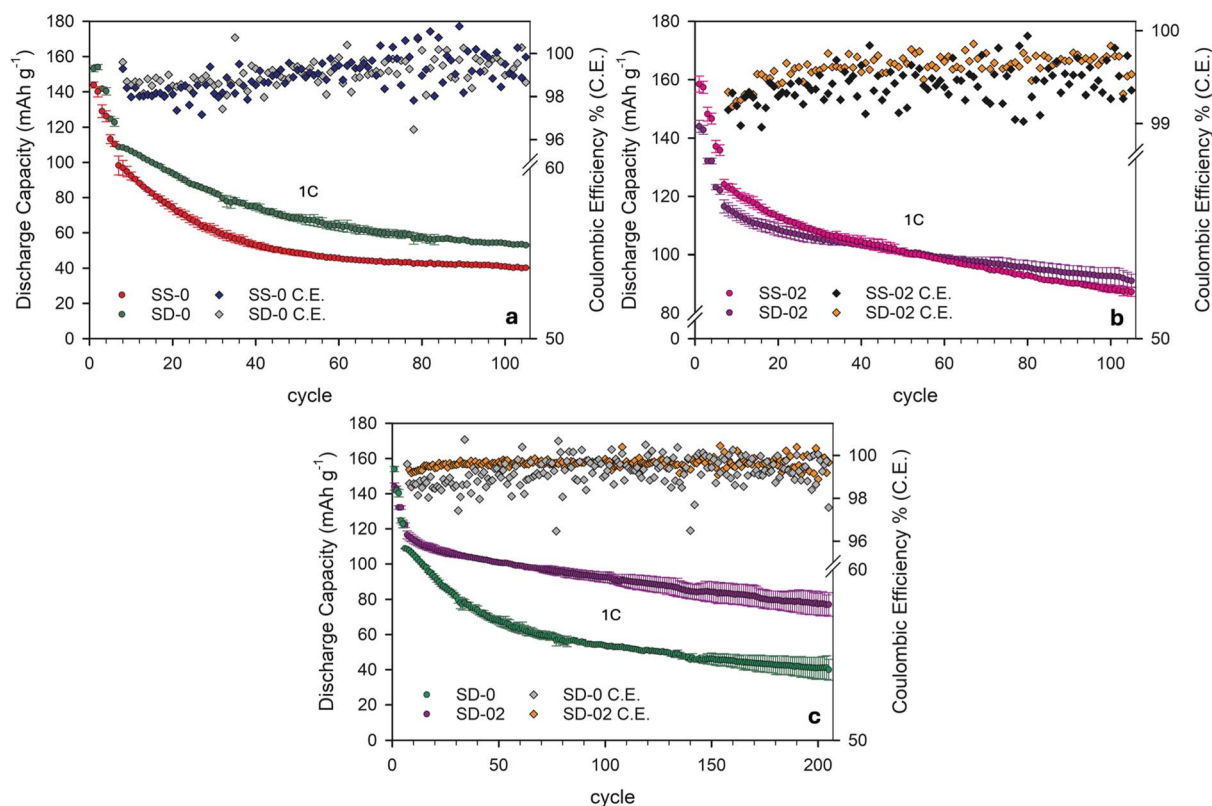 180
160
140
120
100
80
60
40
20
0
Discharge Capacity (mAh g⁻¹)
100
98
96
60
50
Coulombic Efficiency % (C.E.)
1C
SS-0
SD-0
SS-0 C.E.
SD-0 C.E.
a
0 20 40 60 80 100
cycle
180
160
140
120
100
80
0
Discharge Capacity (mAh g⁻¹)
100
99
50
Coulombic Efficiency % (C.E.)
1C
SS-02
SD-02
SS-02 C.E.
SD-02 C.E.
b
0 20 40 60 80 100
cycle
180
160
140
120
100
80
60
40
20
0
Discharge Capacity (mAh g⁻¹)
100
98
96
60
50
Coulombic Efficiency % (C.E.)
1C
SD-0
SD-02
SD-0 C.E.
SD-02 C.E.
c
0 50 100 150 200
cycle